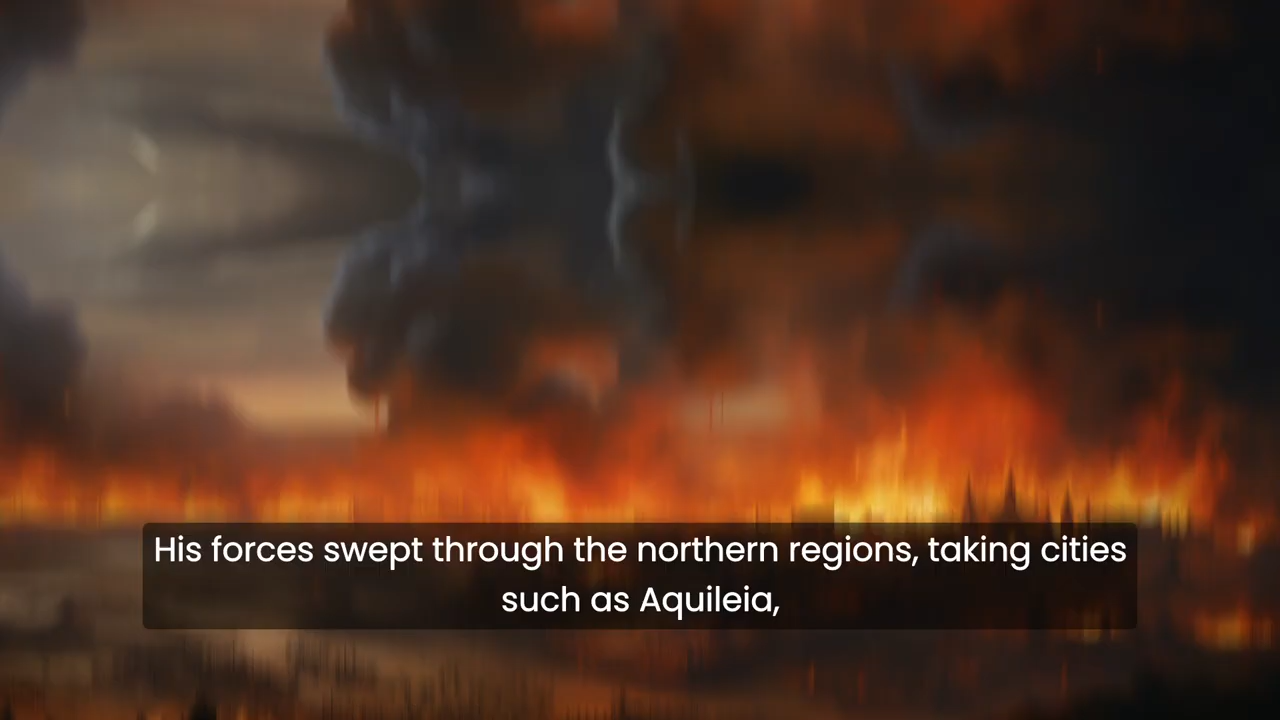 His forces swept through the northern regions, taking cities
such as Aquileia,